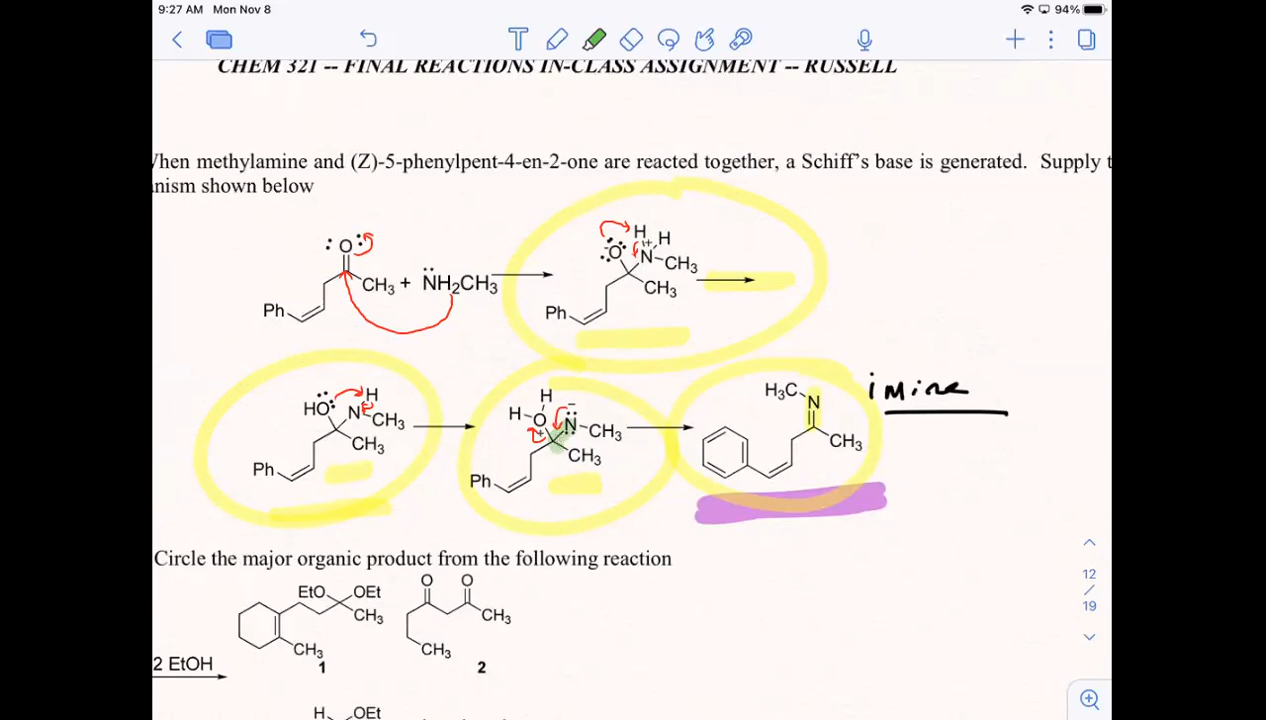 9:27 AM Mon Nov 8
94%
T
CHEM 321 -- FINAL REACTIONS IN-CLASS ASSIGNMENT -- RUSSELL
When methylamine and (Z)-5-phenylpent-4-en-2-one are reacted together, a Schiff's base is generated. Supply t
nism shown below
:O:
CH3 + NH2CH3
Ph
H
H
:O: N+ CH3
CH3
Ph
HO: H
N CH3
CH3
Ph
H
H O+ N:− CH3
CH3
Ph
H3C N
CH3
imine
Circle the major organic product from the following reaction
EtO OEt
CH3
CH3
1
O O
CH3
CH3
2
2 EtOH
H OEt
12
/
19